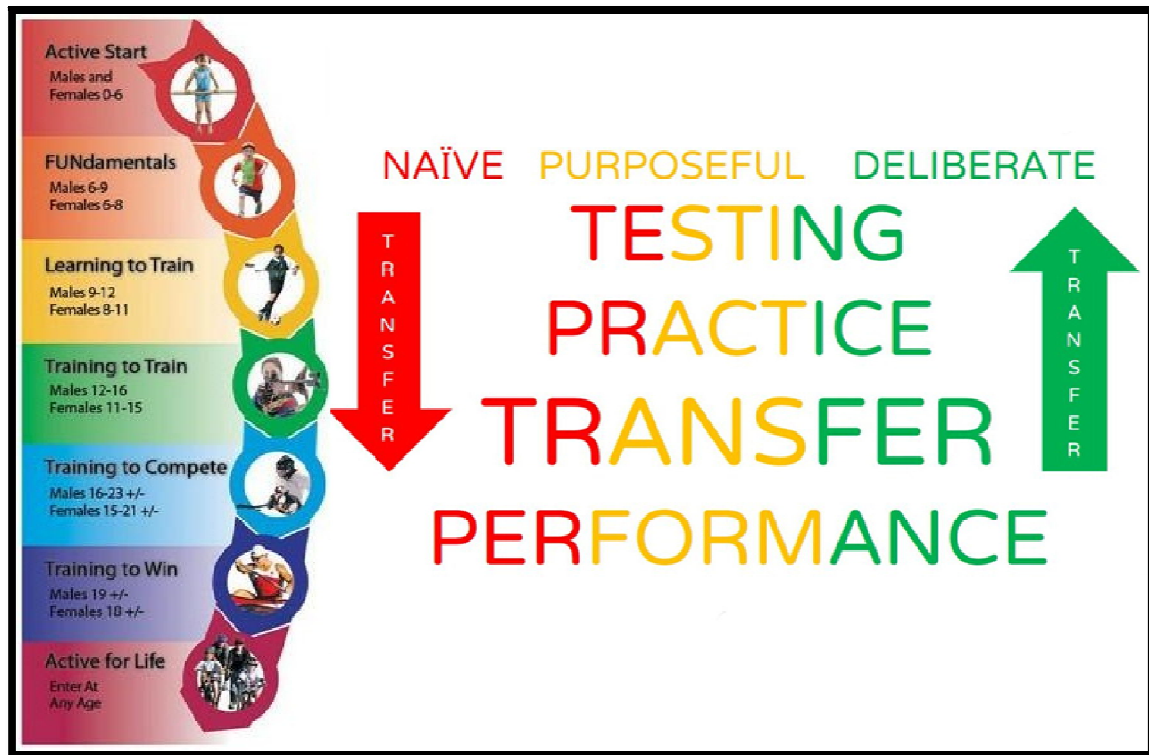 Active Start
Males and
Females 0-6
FUNdamentals
Males 6-9
Females 6-8
Learning to Train
Males 9-12
Females 8-11
Training to Train
Males 12-16
Females 11-15
Training to Compete
Males 16-23 +/-
Females 15-21 +/-
Training to Win
Males 19 +/-
Females 18 +/-
Active for Life
Enter At
Any Age
NAÏVE PURPOSEFUL DELIBERATE
TRANSFER
TESTING
PRACTICE
TRANSFER
PERFORMANCE
TRANSFER